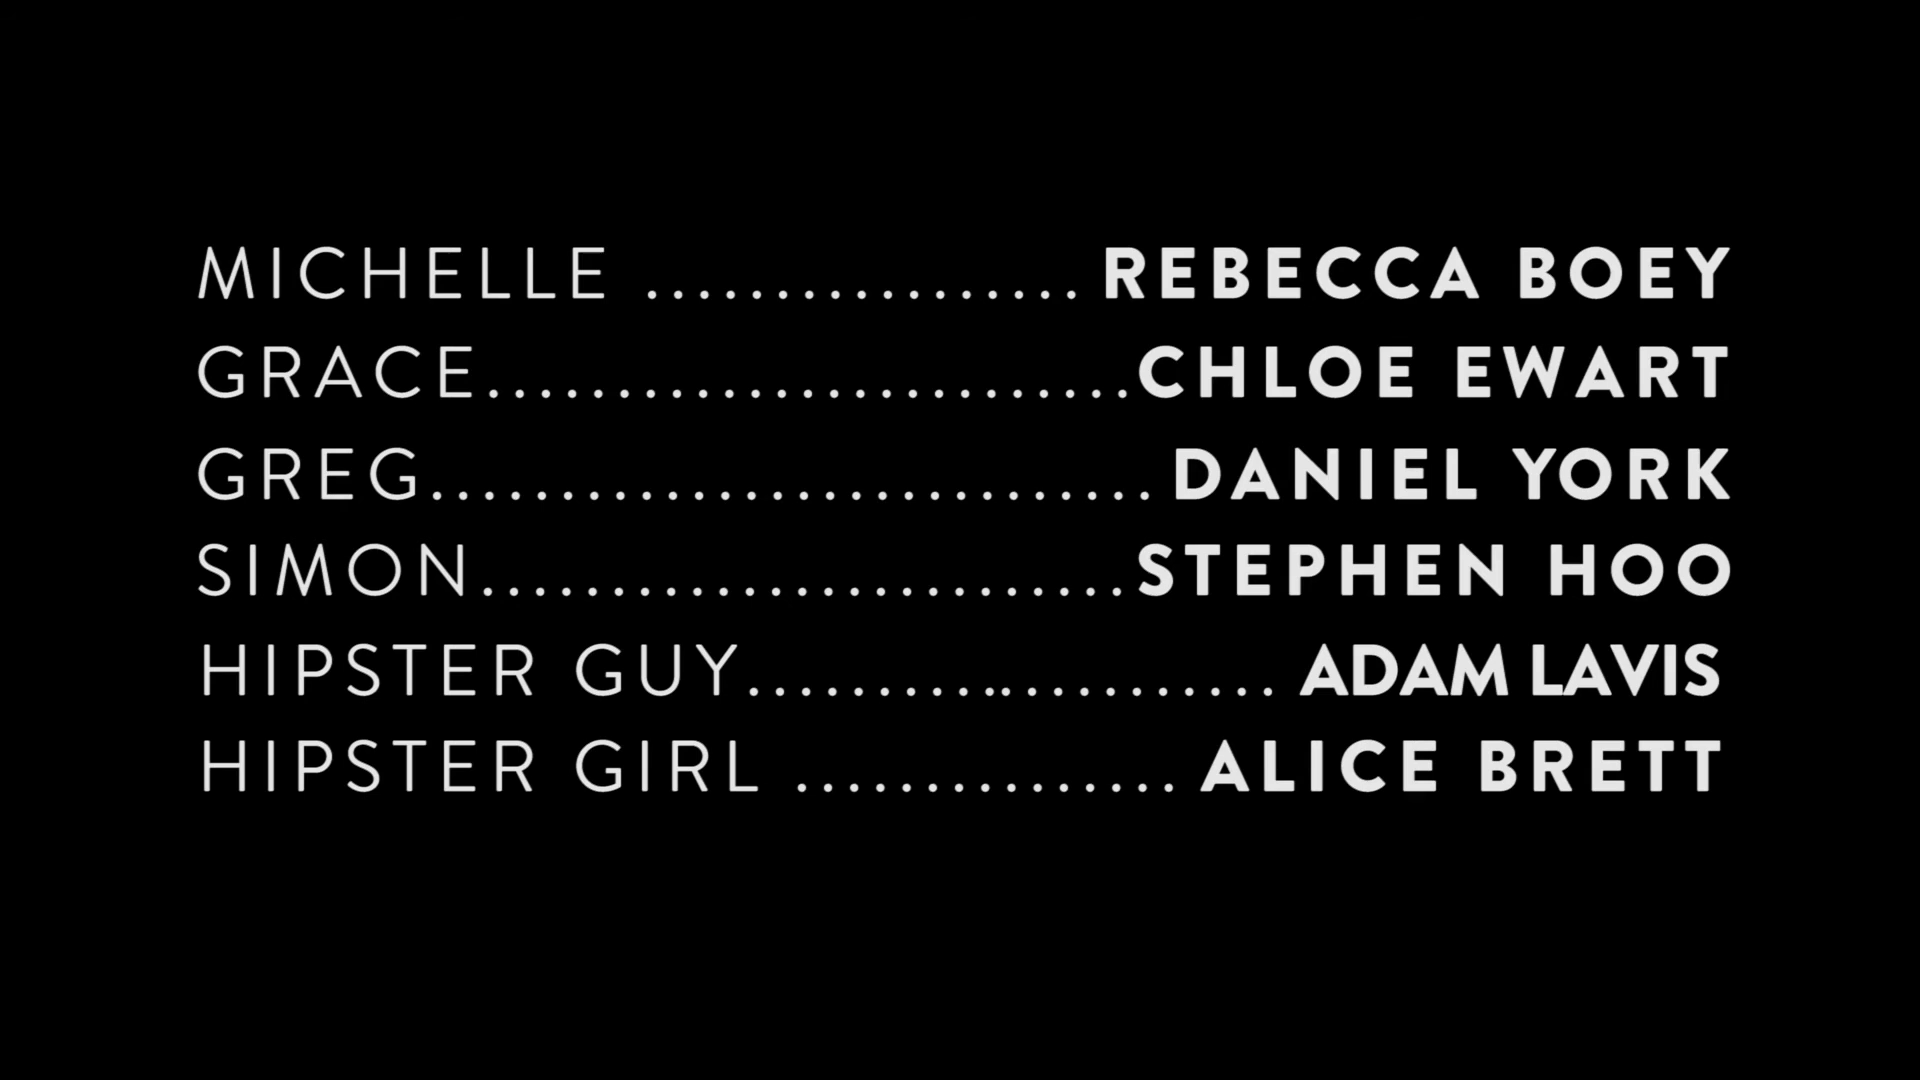 MICHELLE ................. REBECCA BOEY
GRACE.........................CHLOE EWART
GREG............................ DANIEL YORK
SIMON.........................STEPHEN HOO
HIPSTER GUY..................... ADAM LAVIS
HIPSTER GIRL ............... ALICE BRETT